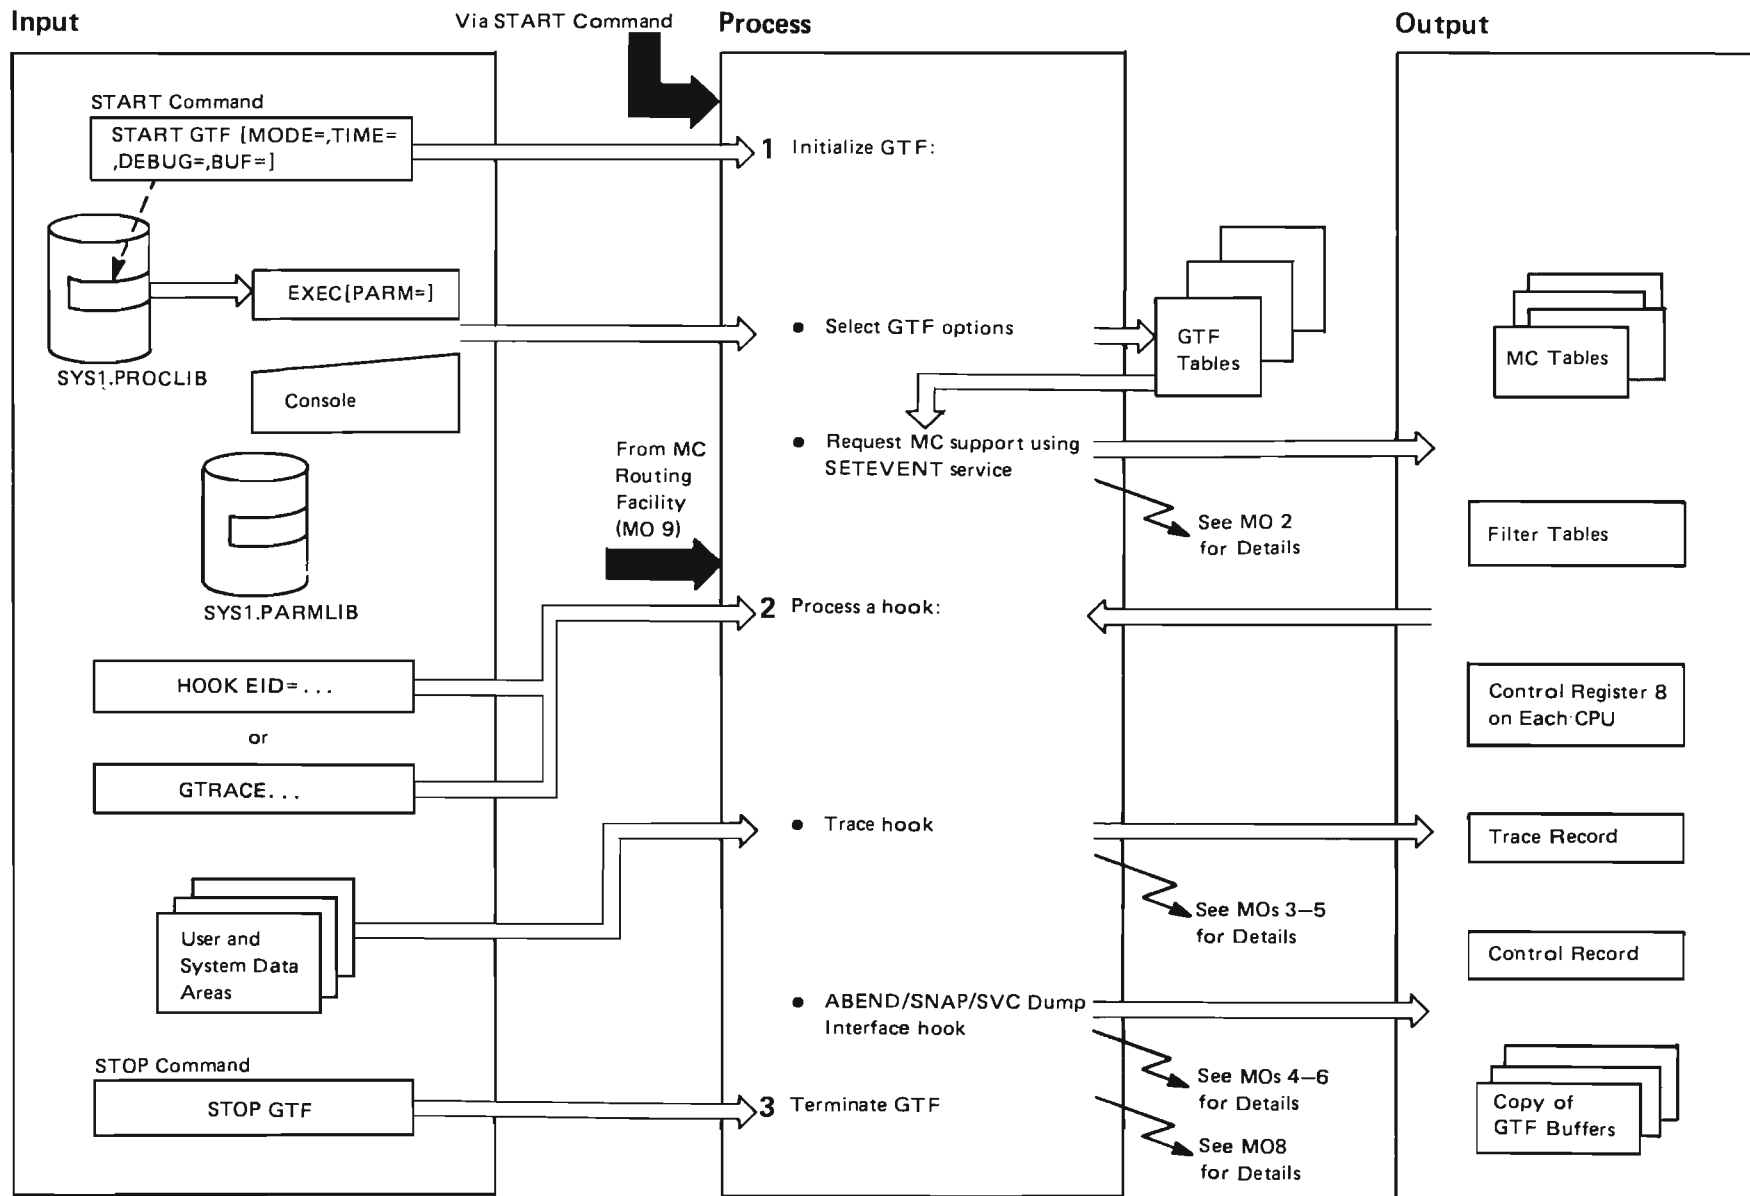 Input
Via START Command
Process
Output
START Command
START GTF [MODE=,TIME=
,DEBUG=,BUF=]
1 Initialize GTF:
EXEC[PARM=]
SYS1.PROCLIB
Console
• Select GTF options
GTF
Tables
MC Tables
From MC
Routing
Facility
(MO 9)
• Request MC support using
SETEVENT service
See MO 2
for Details
Filter Tables
SYS1.PARMLIB
2 Process a hook:
HOOK EID=...
or
GTRACE...
Control Register 8
on Each CPU
• Trace hook
Trace Record
See MOs 3–5
for Details
User and
System Data
Areas
Control Record
• ABEND/SNAP/SVC Dump
Interface hook
See MOs 4–6
for Details
STOP Command
STOP GTF
3 Terminate GTF
See MO8
for Details
Copy of
GTF Buffers